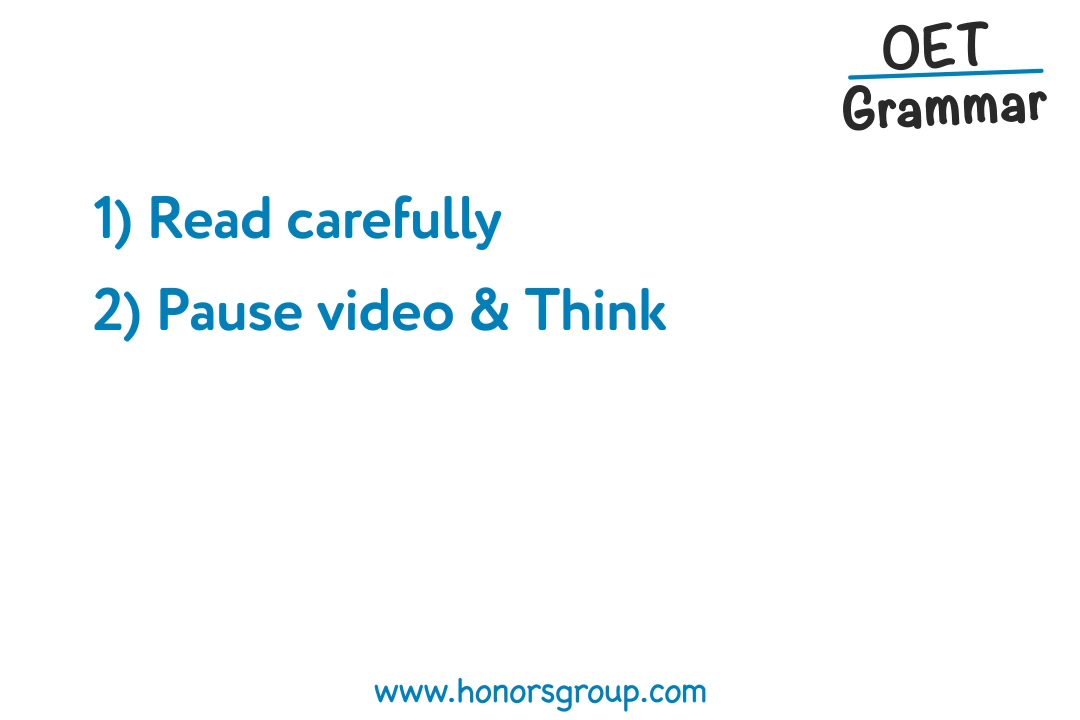 OET
Grammar
1) Read carefully
2) Pause video & Think
www.honorsgroup.com